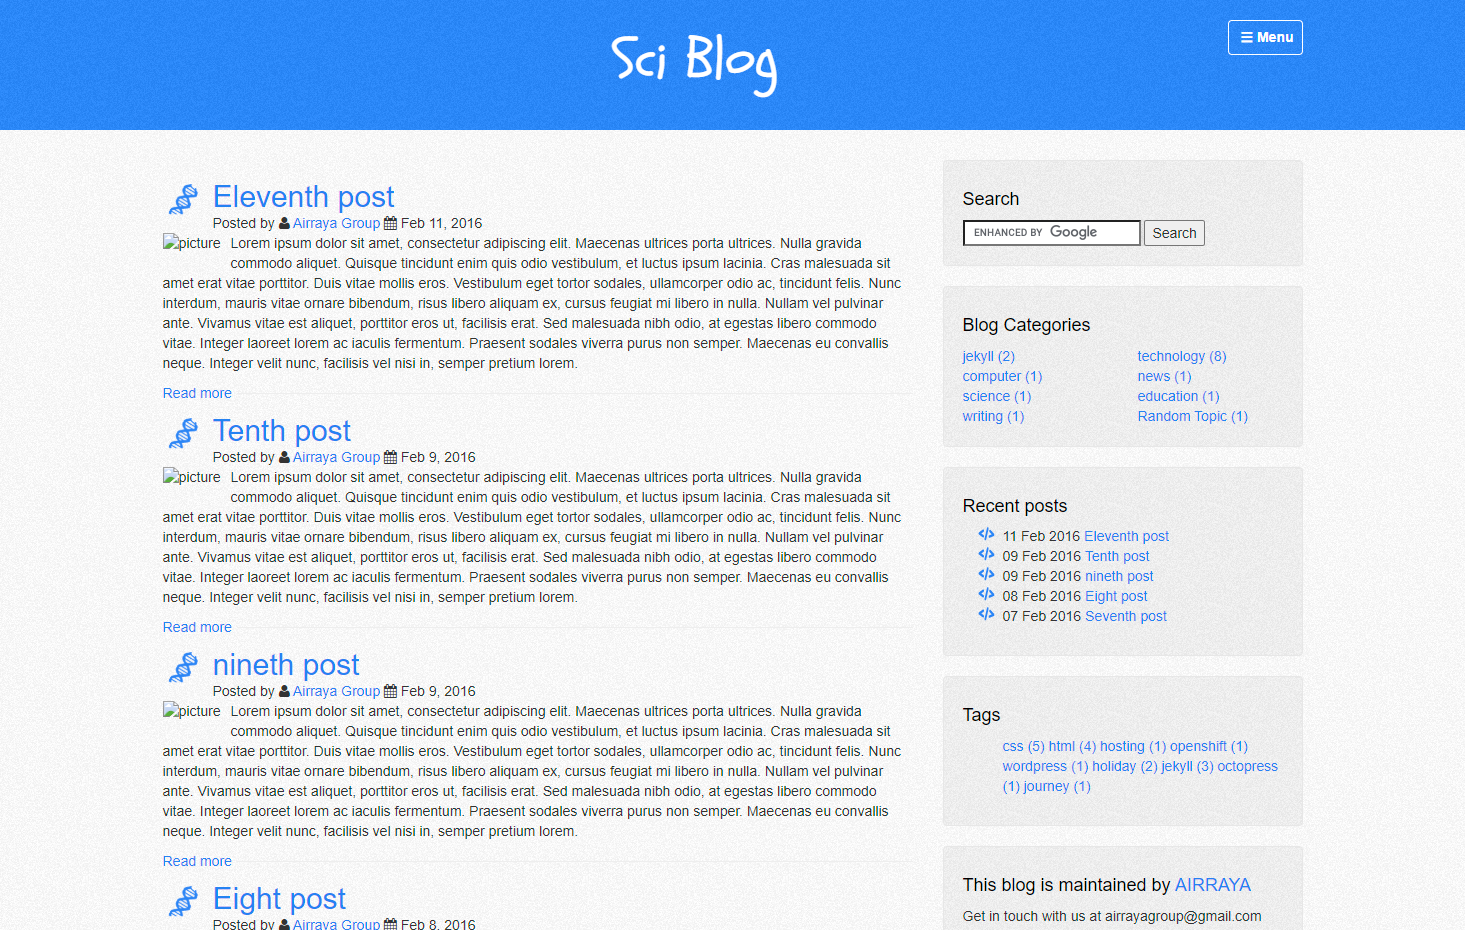 Sci Blog
☰ Menu
Eleventh post
Posted by Airraya Group Feb 11, 2016
picture Lorem ipsum dolor sit amet, consectetur adipiscing elit. Maecenas ultrices porta ultrices. Nulla gravida
commodo aliquet. Quisque tincidunt enim quis odio vestibulum, et luctus ipsum lacinia. Cras malesuada sit
amet erat vitae porttitor. Duis vitae mollis eros. Vestibulum eget tortor sodales, ullamcorper odio ac, tincidunt felis. Nunc
interdum, mauris vitae ornare bibendum, risus libero aliquam ex, cursus feugiat mi libero in nulla. Nullam vel pulvinar
ante. Vivamus vitae est aliquet, porttitor eros ut, facilisis erat. Sed malesuada nibh odio, at egestas libero commodo
vitae. Integer laoreet lorem ac iaculis fermentum. Praesent sodales viverra purus non semper. Maecenas eu convallis
neque. Integer velit nunc, facilisis vel nisi in, semper pretium lorem.
Read more
Tenth post
Posted by Airraya Group Feb 9, 2016
picture Lorem ipsum dolor sit amet, consectetur adipiscing elit. Maecenas ultrices porta ultrices. Nulla gravida
commodo aliquet. Quisque tincidunt enim quis odio vestibulum, et luctus ipsum lacinia. Cras malesuada sit
amet erat vitae porttitor. Duis vitae mollis eros. Vestibulum eget tortor sodales, ullamcorper odio ac, tincidunt felis. Nunc
interdum, mauris vitae ornare bibendum, risus libero aliquam ex, cursus feugiat mi libero in nulla. Nullam vel pulvinar
ante. Vivamus vitae est aliquet, porttitor eros ut, facilisis erat. Sed malesuada nibh odio, at egestas libero commodo
vitae. Integer laoreet lorem ac iaculis fermentum. Praesent sodales viverra purus non semper. Maecenas eu convallis
neque. Integer velit nunc, facilisis vel nisi in, semper pretium lorem.
Read more
nineth post
Posted by Airraya Group Feb 9, 2016
picture Lorem ipsum dolor sit amet, consectetur adipiscing elit. Maecenas ultrices porta ultrices. Nulla gravida
commodo aliquet. Quisque tincidunt enim quis odio vestibulum, et luctus ipsum lacinia. Cras malesuada sit
amet erat vitae porttitor. Duis vitae mollis eros. Vestibulum eget tortor sodales, ullamcorper odio ac, tincidunt felis. Nunc
interdum, mauris vitae ornare bibendum, risus libero aliquam ex, cursus feugiat mi libero in nulla. Nullam vel pulvinar
ante. Vivamus vitae est aliquet, porttitor eros ut, facilisis erat. Sed malesuada nibh odio, at egestas libero commodo
vitae. Integer laoreet lorem ac iaculis fermentum. Praesent sodales viverra purus non semper. Maecenas eu convallis
neque. Integer velit nunc, facilisis vel nisi in, semper pretium lorem.
Read more
Eight post
Posted by Airraya Group Feb 8, 2016
Search
ENHANCED BY Google Search
Blog Categories
jekyll (2) technology (8)
computer (1) news (1)
science (1) education (1)
writing (1) Random Topic (1)
Recent posts
11 Feb 2016 Eleventh post
09 Feb 2016 Tenth post
09 Feb 2016 nineth post
08 Feb 2016 Eight post
07 Feb 2016 Seventh post
Tags
css (5) html (4) hosting (1) openshift (1)
wordpress (1) holiday (2) jekyll (3) octopress
(1) journey (1)
This blog is maintained by AIRRAYA
Get in touch with us at airrayagroup@gmail.com